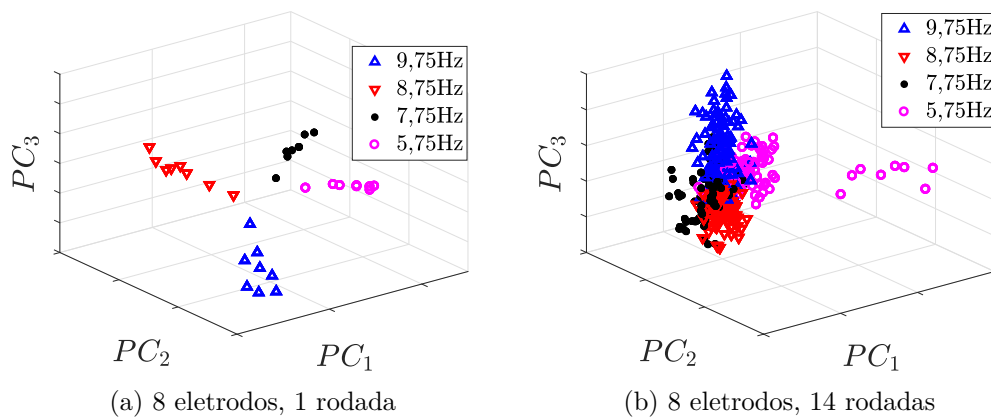 9,75Hz
8,75Hz
7,75Hz
5,75Hz
PC3
PC2
PC1
(a) 8 eletrodos, 1 rodada
9,75Hz
8,75Hz
7,75Hz
5,75Hz
PC3
PC2
PC1
(b) 8 eletrodos, 14 rodadas